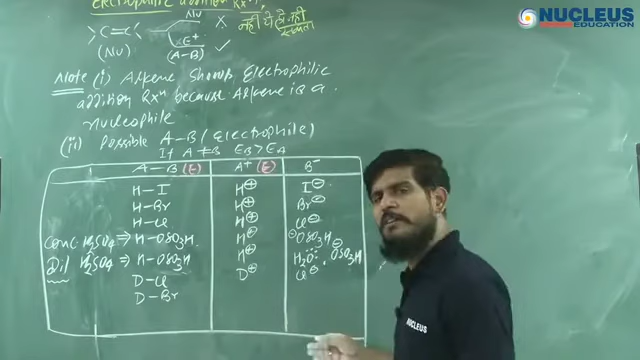 Electrophilic addition Rxn.
>C=C< Nu X नहीं ये
(Nu) E+ ✓
(A-B)
Note (i) Alkene Shows Electrophilic
addition Rxn because Alkene is a
nucleophile
(ii) Possible A-B (Electrophile)
If A≠B EB>EA
A-B (E) A⊕ (E) B⊖
H-I H⊕ I⊖
H-Br H⊕ Br⊖
H-Cl H⊕ Cl⊖
Conc. H2SO4 ⇒ H-OSO3H H⊕ ⊖OSO3H
Dil H2SO4 ⇒ H-OSO3H H⊕ H2O: , ⊖OSO3H
D-Cl D⊕ Cl⊖
D-Br
NUCLEUS
EDUCATION
NUCLEUS